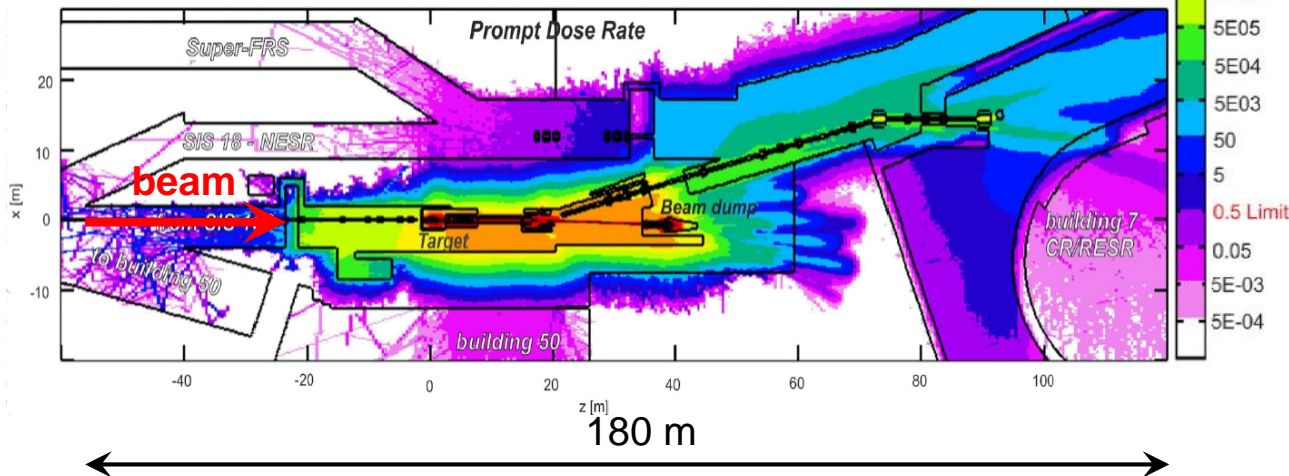 Prompt Dose Rate
Super-FRS
SIS 18 - NESR
beam
to building 50
Target
Beam dump
building 50
building 7
CR/RESR
x [m]
20
10
0
-10
-40
-20
0
20
40
60
80
100
z [m]
180 m
5E05
5E04
5E03
50
5
0.5 Limit
0.05
5E-03
5E-04